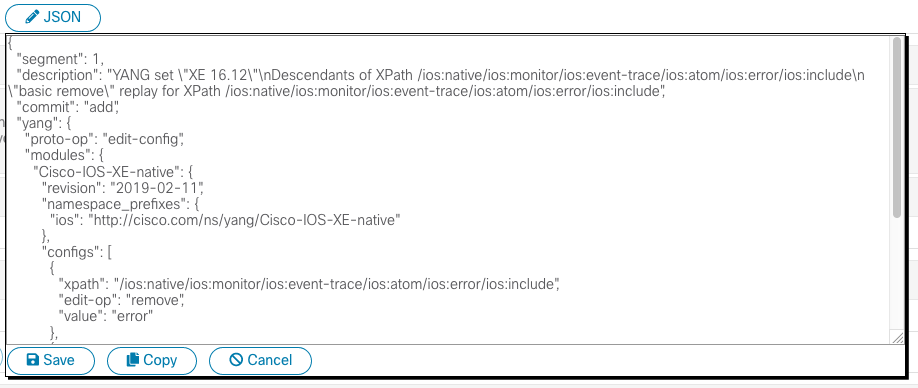 JSON
{
"segment": 1,
"description": "YANG set \"XE 16.12\"\nDescendants of XPath /ios:native/ios:monitor/ios:event-trace/ios:atom/ios:error/ios:include\n
\"basic remove\" replay for XPath /ios:native/ios:monitor/ios:event-trace/ios:atom/ios:error/ios:include",
"commit": "add",
"yang": {
"proto-op": "edit-config",
"modules": {
"Cisco-IOS-XE-native": {
"revision": "2019-02-11",
"namespace_prefixes": {
"ios": "http://cisco.com/ns/yang/Cisco-IOS-XE-native"
},
"configs": [
{
"xpath": "/ios:native/ios:monitor/ios:event-trace/ios:atom/ios:error/ios:include",
"edit-op": "remove",
"value": "error"
},
Save Copy Cancel